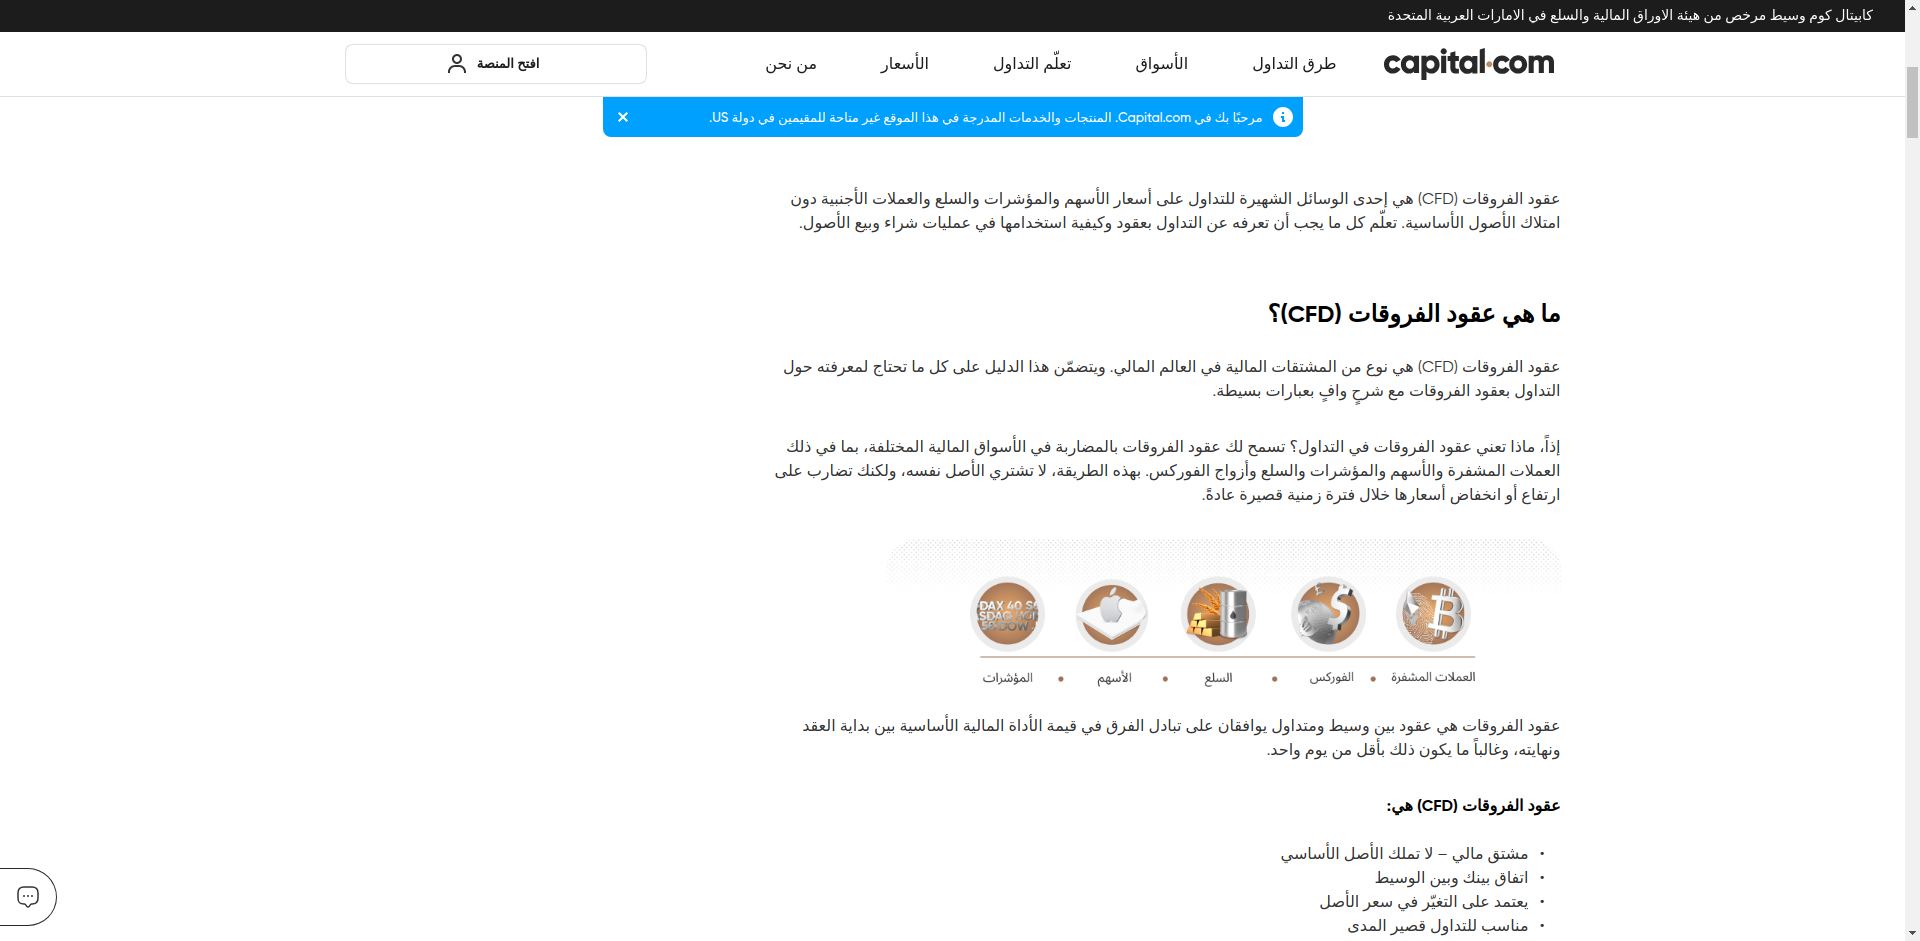 كابيتال كوم وسيط مرخص من هيئة الاوراق المالية والسلع في الامارات العربية المتحدة
capital.com
طرق التداول
الأسواق
تعلّم التداول
الأسعار
من نحن
افتح المنصة
مرحبًا بك في Capital.com. المنتجات والخدمات المدرجة في هذا الموقع غير متاحة للمقيمين في دولة US.
عقود الفروقات (CFD) هي إحدى الوسائل الشهيرة للتداول على أسعار الأسهم والمؤشرات والسلع والعملات الأجنبية دون
امتلاك الأصول الأساسية. تعلّم كل ما يجب أن تعرفه عن التداول بعقود وكيفية استخدامها في عمليات شراء وبيع الأصول.
ما هي عقود الفروقات (CFD)؟
عقود الفروقات (CFD) هي نوع من المشتقات المالية في العالم المالي. ويتضمّن هذا الدليل على كل ما تحتاج لمعرفته حول
التداول بعقود الفروقات مع شرحٍ وافٍ بعبارات بسيطة.
إذاً، ماذا تعني عقود الفروقات في التداول؟ تسمح لك عقود الفروقات بالمضاربة في الأسواق المالية المختلفة، بما في ذلك
العملات المشفرة والأسهم والمؤشرات والسلع وأزواج الفوركس. بهذه الطريقة، لا تشتري الأصل نفسه، ولكنك تضارب على
ارتفاع أو انخفاض أسعارها خلال فترة زمنية قصيرة عادةً.
DAX 40
العملات المشفرة • الفوركس • السلع • الأسهم • المؤشرات
عقود الفروقات هي عقود بين وسيط ومتداول يوافقان على تبادل الفرق في قيمة الأداة المالية الأساسية بين بداية العقد
ونهايته، وغالباً ما يكون ذلك بأقل من يوم واحد.
عقود الفروقات (CFD) هي:
• مشتق مالي – لا تملك الأصل الأساسي
• اتفاق بينك وبين الوسيط
• يعتمد على التغيّر في سعر الأصل
• مناسب للتداول قصير المدى